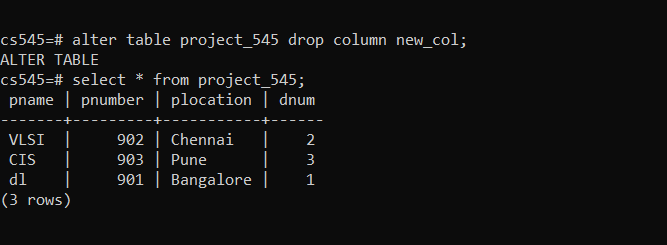 cs545=# alter table project_545 drop column new_col;
ALTER TABLE
cs545=# select * from project_545;
 pname | pnumber | plocation | dnum
-------+---------+-----------+------
 VLSI  |     902 | Chennai   |    2
 CIS   |     903 | Pune      |    3
 dl    |     901 | Bangalore |    1
(3 rows)